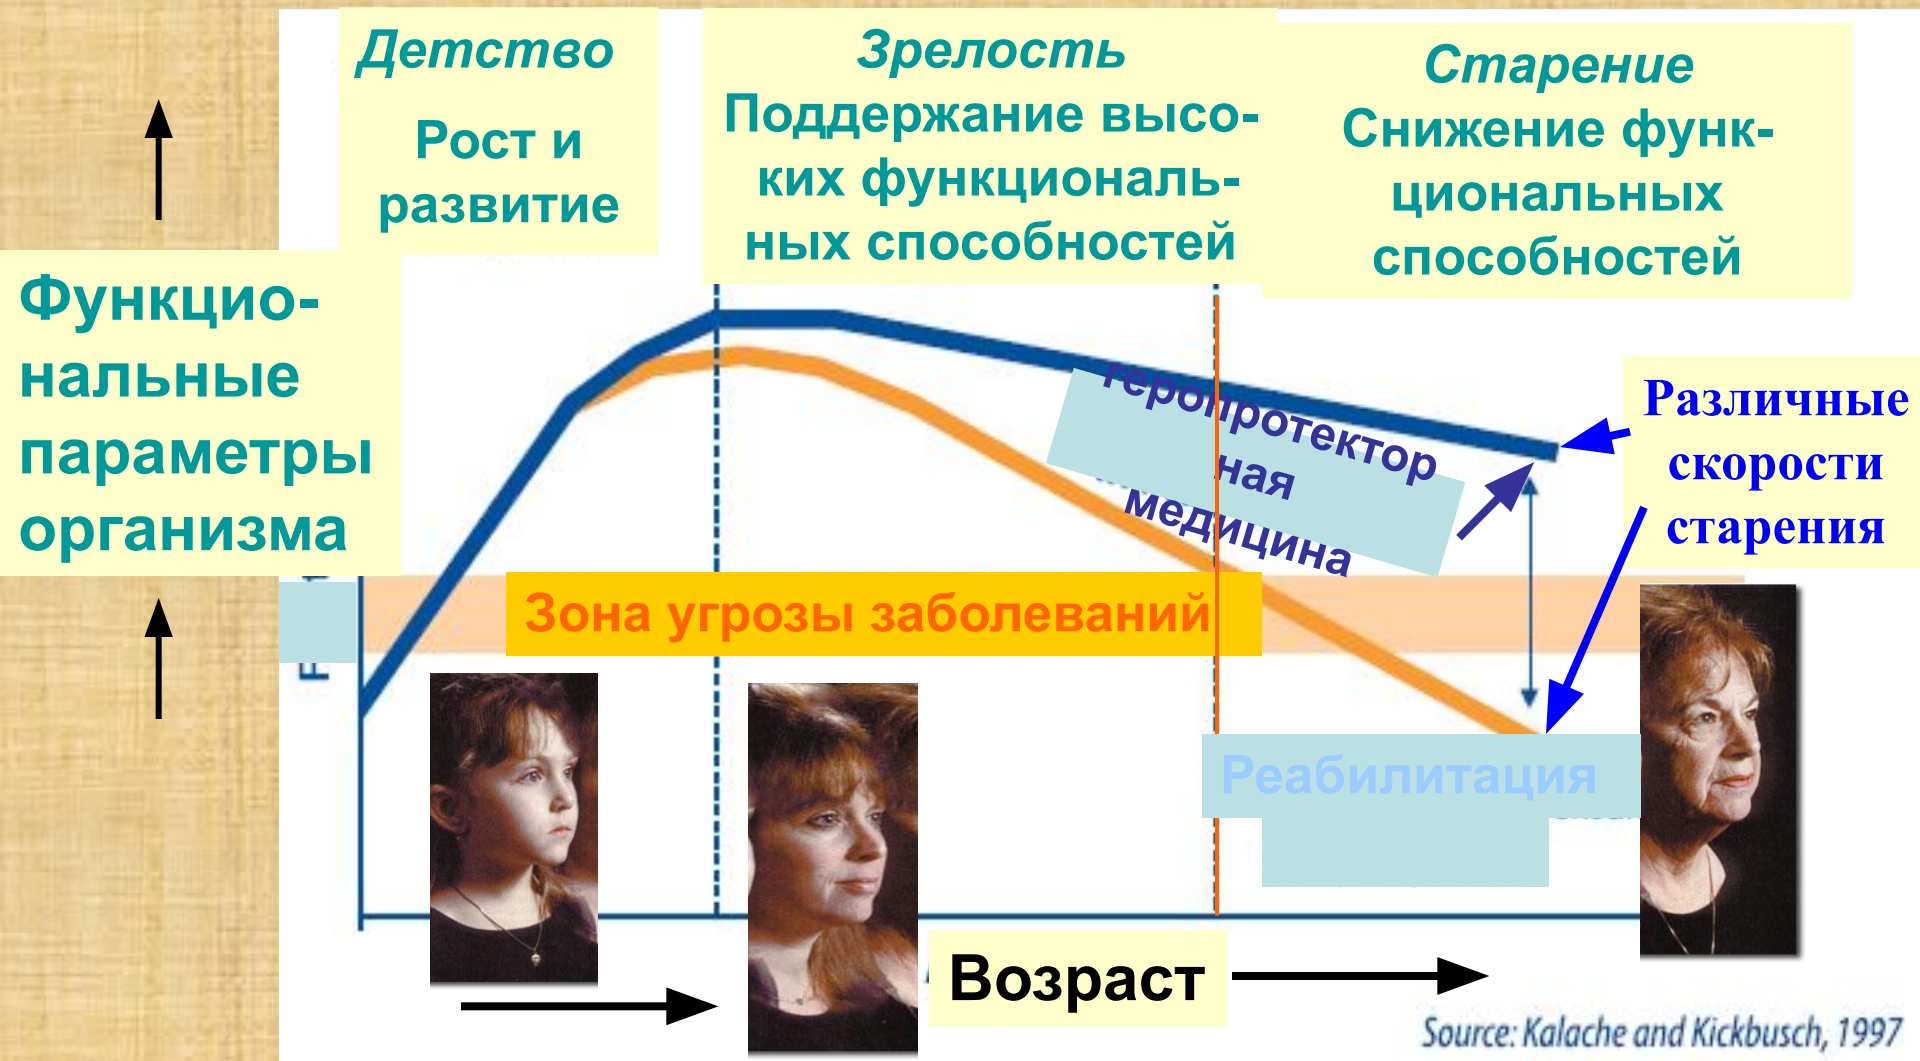 Детство
Рост и
развитие
Зрелость
Поддержание высо-
ких функциональ-
ных способностей
Старение
Снижение функ-
циональных
способностей
Функцио-
нальные
параметры
организма
геропротектор
ная
медицина
Различные
скорости
старения
Зона угрозы заболеваний
Реабилитация
Возраст
Source: Kalache and Kickbusch, 1997